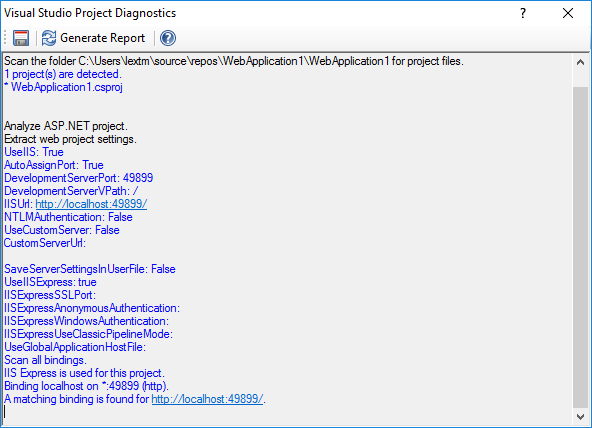 Visual Studio Project Diagnostics
?
Generate Report
Scan the folder C:\Users\lextm\source\repos\WebApplication1\WebApplication1 for project files.
1 project(s) are detected.
* WebApplication1.csproj
Analyze ASP.NET project.
Extract web project settings.
UseIIS: True
AutoAssignPort: True
DevelopmentServerPort: 49899
DevelopmentServerVPath: /
IISUrl: http://localhost:49899/
NTLMAuthentication: False
UseCustomServer: False
CustomServerUrl:
SaveServerSettingsInUserFile: False
UseIISExpress: true
IISExpressSSLPort:
IISExpressAnonymousAuthentication:
IISExpressWindowsAuthentication:
IISExpressUseClassicPipelineMode:
UseGlobalApplicationHostFile:
Scan all bindings.
IIS Express is used for this project.
Binding localhost on *:49899 (http).
A matching binding is found for http://localhost:49899/.